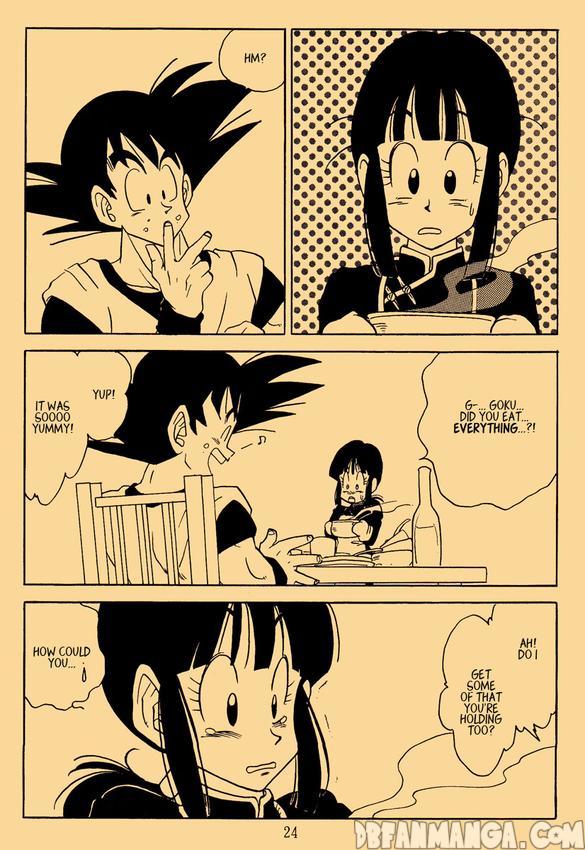 HM?
G-... GOKU...
DID YOU EAT...
EVERYTHING...?!
YUP!
IT WAS
SOOOO
YUMMY!
AH!
DO I
GET
SOME
OF THAT
YOU'RE
HOLDING
TOO?
HOW COULD
YOU...
24
DBFANMANGA.COM